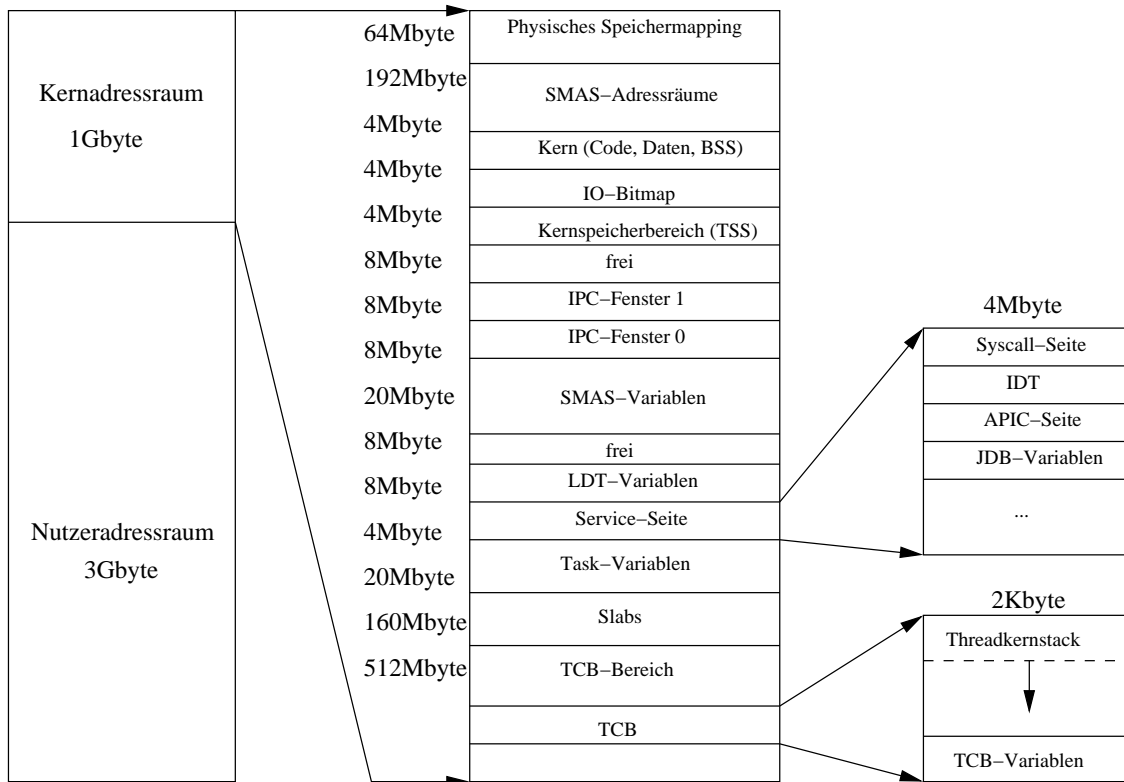 Kernadressraum
1Gbyte
Nutzeradressraum
3Gbyte
64Mbyte
192Mbyte
4Mbyte
4Mbyte
4Mbyte
8Mbyte
8Mbyte
8Mbyte
20Mbyte
8Mbyte
8Mbyte
4Mbyte
20Mbyte
160Mbyte
512Mbyte
Physisches Speichermapping
SMAS−Adressräume
Kern (Code, Daten, BSS)
IO−Bitmap
Kernspeicherbereich (TSS)
frei
IPC−Fenster 1
IPC−Fenster 0
SMAS−Variablen
frei
LDT−Variablen
Service−Seite
Task−Variablen
Slabs
TCB−Bereich
TCB
4Mbyte
Syscall−Seite
IDT
APIC−Seite
JDB−Variablen
...
2Kbyte
Threadkernstack
TCB−Variablen